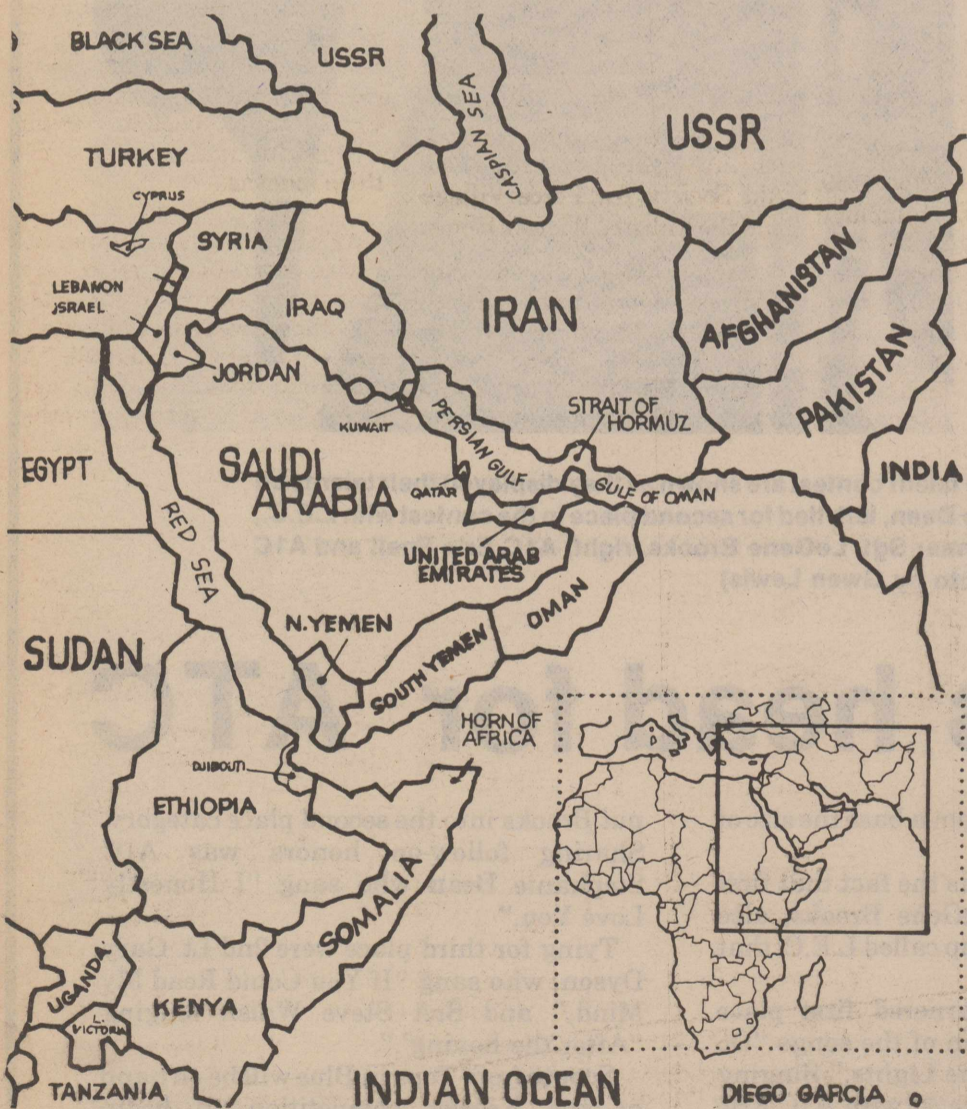 BLACK SEA
USSR
CASPIAN SEA
USSR
TURKEY
CYPRUS
SYRIA
LEBANON
ISRAEL
IRAQ
IRAN
AFGHANISTAN
PAKISTAN
JORDAN
KUWAIT
PERSIAN GULF
STRAIT OF
HORMUZ
EGYPT
SAUDI
ARABIA
QATAR
GULF OF OMAN
INDIA
RED SEA
UNITED ARAB
EMIRATES
OMAN
N. YEMEN
SOUTH YEMEN
SUDAN
HORN OF
AFRICA
DJIBOUTI
ETHIOPIA
SOMALIA
UGANDA
KENYA
L.
VICTORIA
TANZANIA
INDIAN OCEAN
DIEGO GARCIA